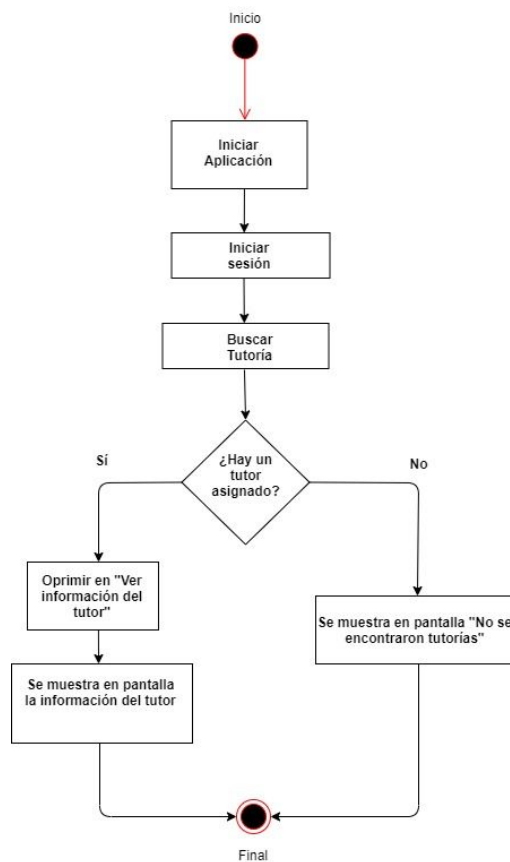 Inicio
Iniciar
Aplicación
Iniciar
sesión
Buscar
Tutoría
¿Hay un
tutor
asignado?
Sí
No
Oprimir en "Ver
información del
tutor"
Se muestra en pantalla "No se
encontraron tutorías"
Se muestra en pantalla
la información del tutor
Final